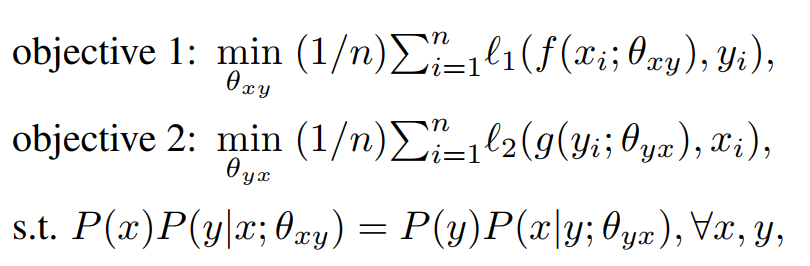 objective 1: min_{θ_{xy}} (1/n)∑_{i=1}^{n} ℓ_1(f(x_i; θ_{xy}), y_i),
objective 2: min_{θ_{yx}} (1/n)∑_{i=1}^{n} ℓ_2(g(y_i; θ_{yx}), x_i),
s.t. P(x)P(y|x; θ_{xy}) = P(y)P(x|y; θ_{yx}), ∀x, y,